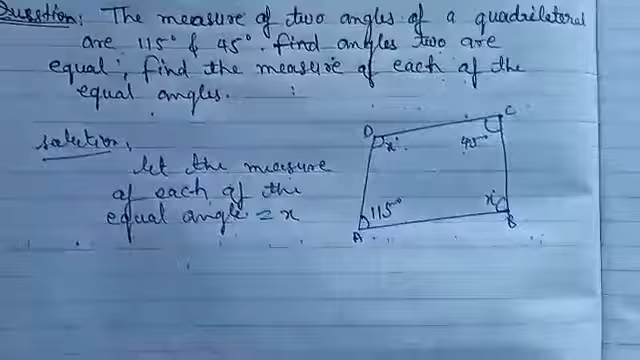 Question: The measure of two angles of a quadrilateral
are 115° & 45°. find angles two are
equal, find the measure of each of the
equal angles.
solution,
let the measure
of each of the
equal angle = x
D
x°
C
45°
115°
x°
A
B